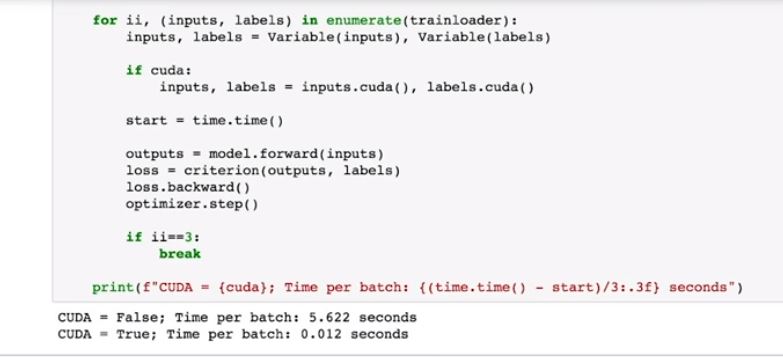 for ii, (inputs, labels) in enumerate(trainloader):
inputs, labels = Variable(inputs), Variable(labels)
if cuda:
inputs, labels = inputs.cuda(), labels.cuda()
start = time.time()
outputs = model.forward(inputs)
loss = criterion(outputs, labels)
loss.backward()
optimizer.step()
if ii==3:
break
print(f"CUDA = {cuda}; Time per batch: {(time.time() - start)/3:.3f} seconds")
CUDA = False; Time per batch: 5.622 seconds
CUDA = True; Time per batch: 0.012 seconds